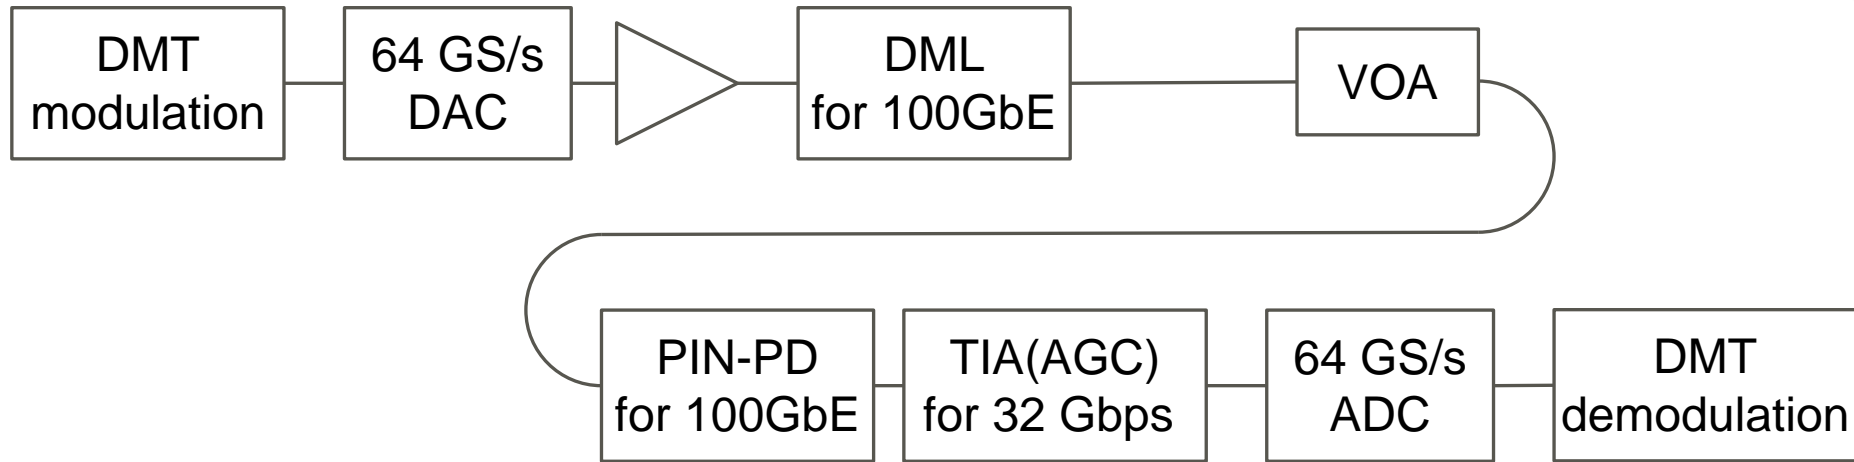 DMT
modulation
64 GS/s
DAC
DML
for 100GbE
VOA
PIN-PD
for 100GbE
TIA(AGC)
for 32 Gbps
64 GS/s
ADC
DMT
demodulation